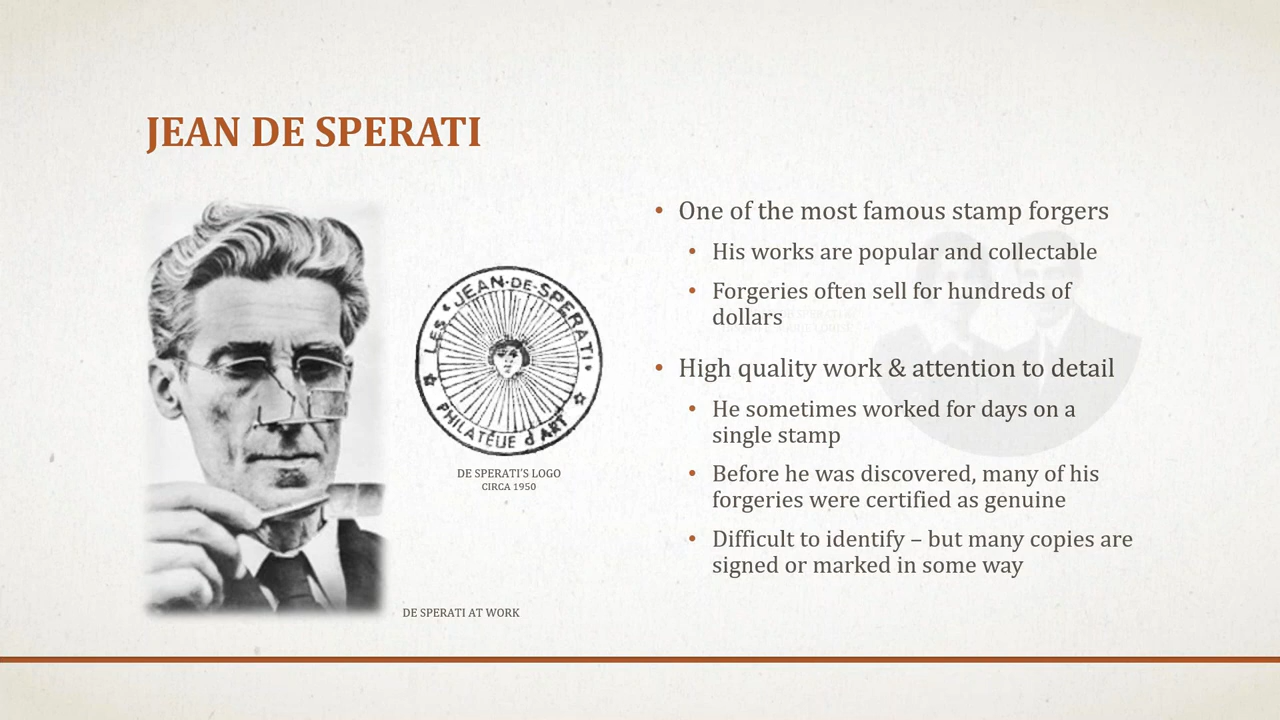 JEAN DE SPERATI
LES • JEAN•DE•SPERATI•
PHILATÉLIE d'ART
DE SPERATI'S LOGO
CIRCA 1950
DE SPERATI AT WORK
• One of the most famous stamp forgers
• His works are popular and collectable
• Forgeries often sell for hundreds of
dollars
• High quality work & attention to detail
• He sometimes worked for days on a
single stamp
• Before he was discovered, many of his
forgeries were certified as genuine
• Difficult to identify – but many copies are
signed or marked in some way